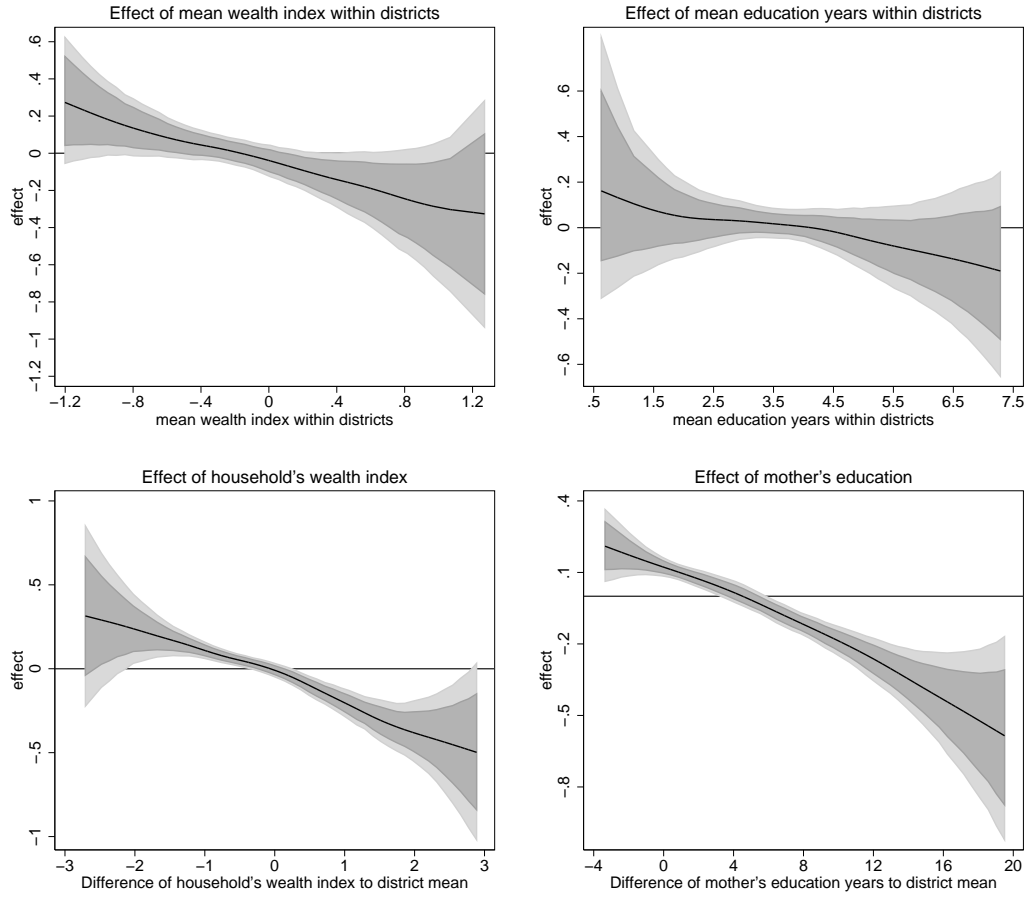 Effect of mean wealth index within districts
.6
.4
.2
0
−.2
−.4
−.6
−.8
−1
−1.2
effect
−1.2 −.8 −.4 0 .4 .8 1.2
mean wealth index within districts
Effect of mean education years within districts
.6
.4
.2
0
−.2
−.4
−.6
effect
.5 1.5 2.5 3.5 4.5 5.5 6.5 7.5
mean education years within districts
Effect of household's wealth index
1
.5
0
−.5
−1
effect
−3 −2 −1 0 1 2 3
Difference of household's wealth index to district mean
Effect of mother's education
.4
.1
−.2
−.5
−.8
effect
−4 0 4 8 12 16 20
Difference of mother's education years to district mean